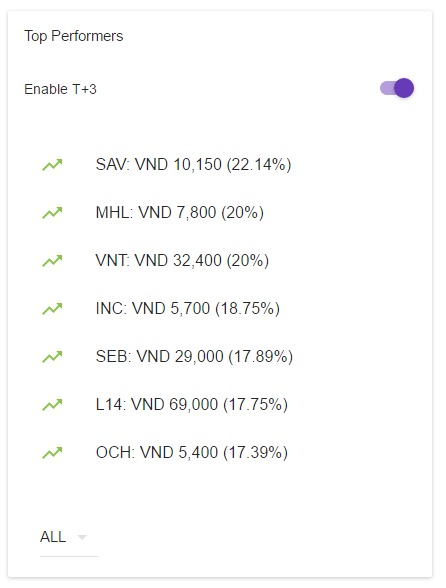 Top Performers
Enable T+3
SAV: VND 10,150 (22.14%)
MHL: VND 7,800 (20%)
VNT: VND 32,400 (20%)
INC: VND 5,700 (18.75%)
SEB: VND 29,000 (17.89%)
L14: VND 69,000 (17.75%)
OCH: VND 5,400 (17.39%)
ALL